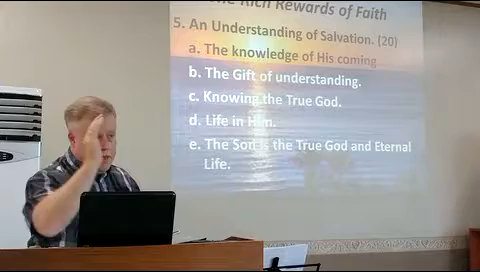 The Rich Rewards of Faith
5. An Understanding of Salvation. (20)
a. The knowledge of His coming
b. The Gift of understanding.
c. Knowing the True God.
d. Life in Him.
e. The Son is the True God and Eternal
Life.